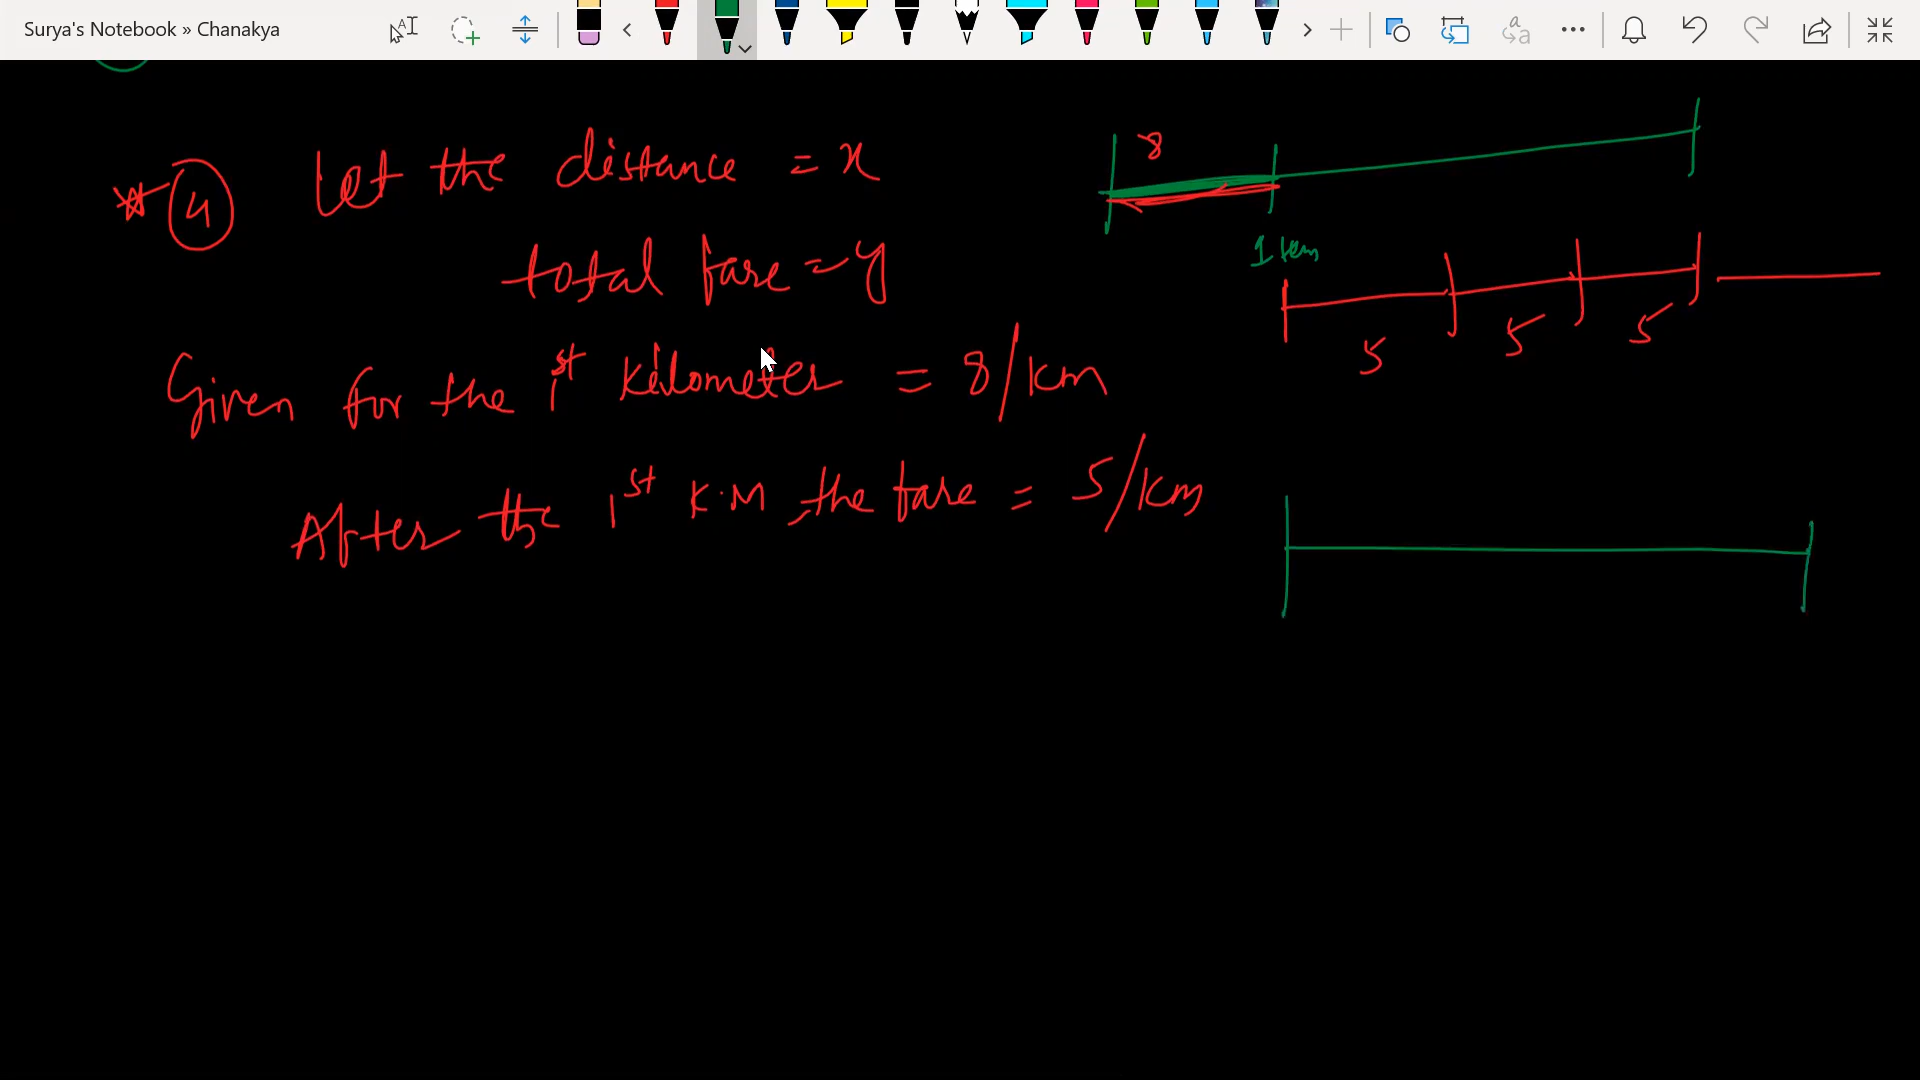 Surya's Notebook » Chanakya
4 Let the distance = x
total fare = y
Given for the 1st kilometer = 8/km
After the 1st K.M, the fare = 5/km
8
1 km
5 5 5